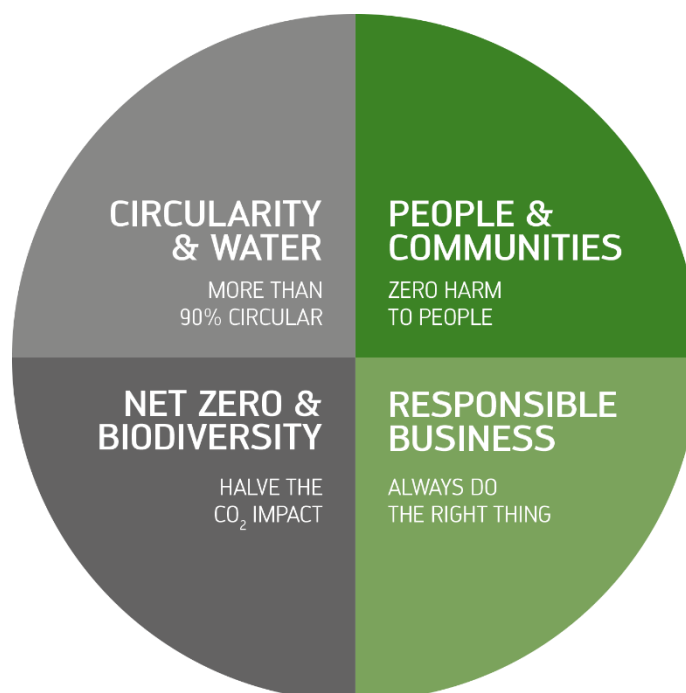 CIRCULARITY
& WATER
MORE THAN
90% CIRCULAR
PEOPLE &
COMMUNITIES
ZERO HARM
TO PEOPLE
NET ZERO &
BIODIVERSITY
HALVE THE
CO₂ IMPACT
RESPONSIBLE
BUSINESS
ALWAYS DO
THE RIGHT THING